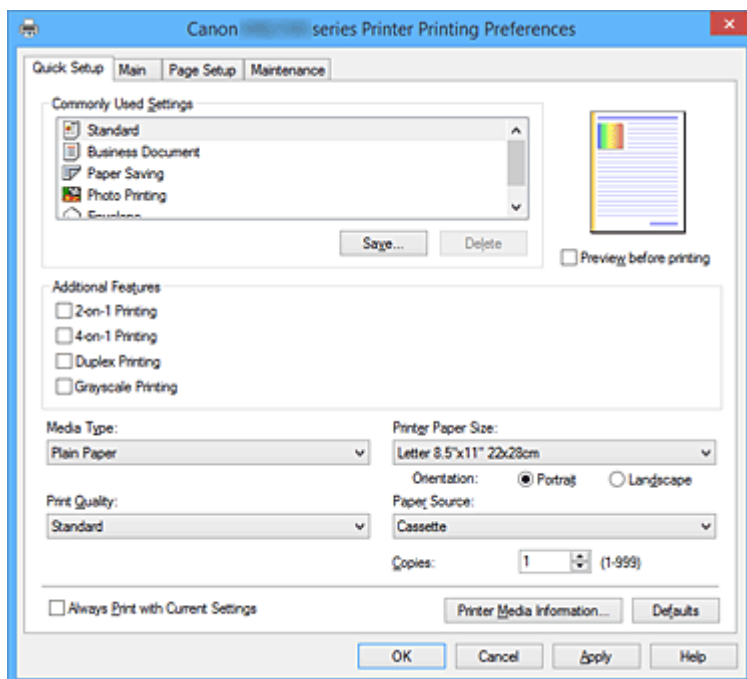 Canon series Printer Printing Preferences
Quick Setup Main Page Setup Maintenance
Commonly Used Settings
Standard
Business Document
Paper Saving
Photo Printing
Envelope
Save... Delete
Preview before printing
Additional Features
2-on-1 Printing
4-on-1 Printing
Duplex Printing
Grayscale Printing
Media Type: Printer Paper Size:
Plain Paper Letter 8.5"x11" 22x28cm
Orientation: Portrait Landscape
Print Quality: Paper Source:
Standard Cassette
Copies: 1 (1-999)
Always Print with Current Settings Printer Media Information... Defaults
OK Cancel Apply Help